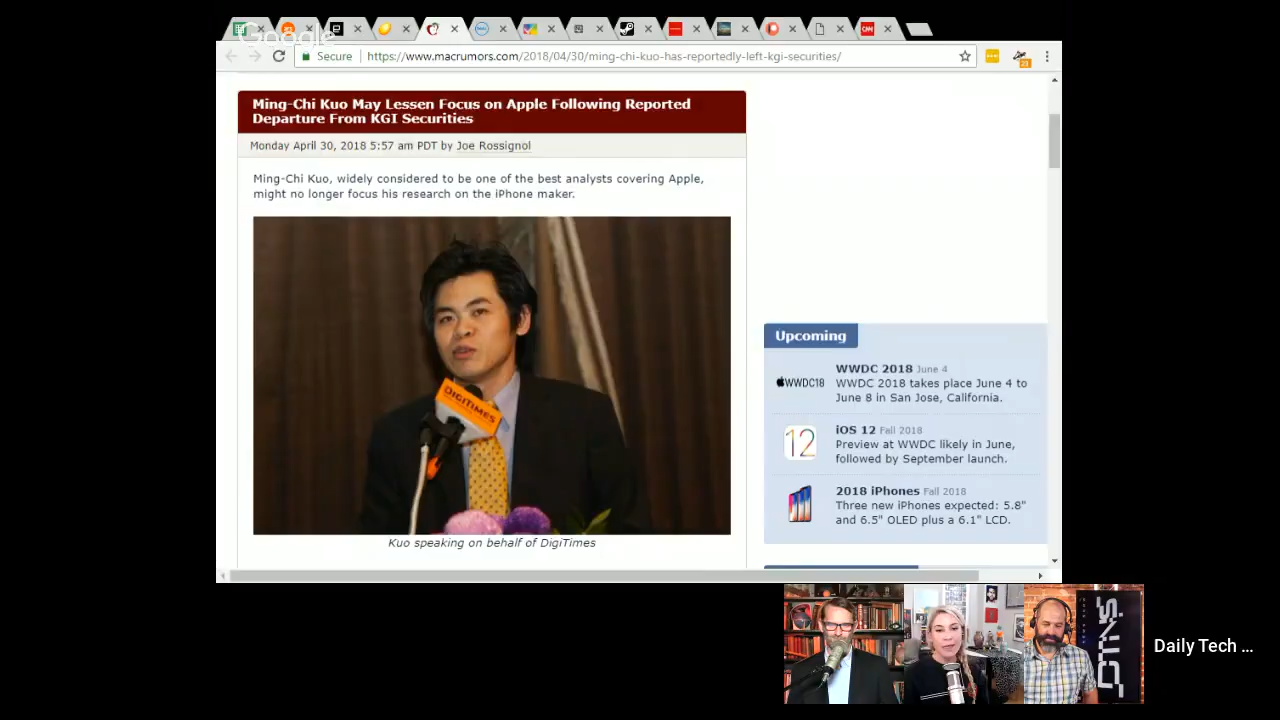 Google
Secure
https://www.macrumors.com/2018/04/30/ming-chi-kuo-has-reportedly-left-kgi-securities/
Ming-Chi Kuo May Lessen Focus on Apple Following Reported
Departure From KGI Securities
Monday April 30, 2018 5:57 am PDT by Joe Rossignol
Ming-Chi Kuo, widely considered to be one of the best analysts covering Apple,
might no longer focus his research on the iPhone maker.
DIGITIMES
Kuo speaking on behalf of DigiTimes
Upcoming
WWDC18
WWDC 2018 June 4
WWDC 2018 takes place June 4 to
June 8 in San Jose, California.
12
iOS 12 Fall 2018
Preview at WWDC likely in June,
followed by September launch.
2018 iPhones Fall 2018
Three new iPhones expected: 5.8"
and 6.5" OLED plus a 6.1" LCD.
CNN
DTNS
Daily Tech ...